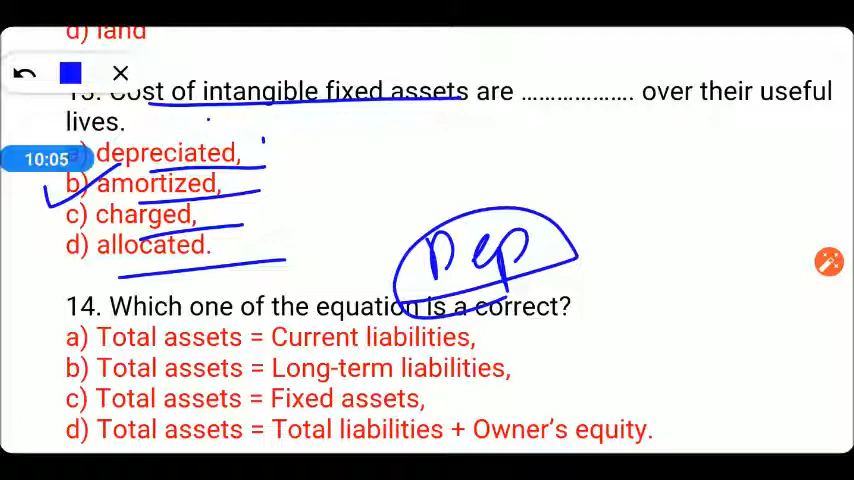 d) land
13. Cost of intangible fixed assets are ................... over their useful
lives.
10:05
a) depreciated,
b) amortized,
c) charged,
d) allocated.
Dep
14. Which one of the equation is a correct?
a) Total assets = Current liabilities,
b) Total assets = Long-term liabilities,
c) Total assets = Fixed assets,
d) Total assets = Total liabilities + Owner’s equity.